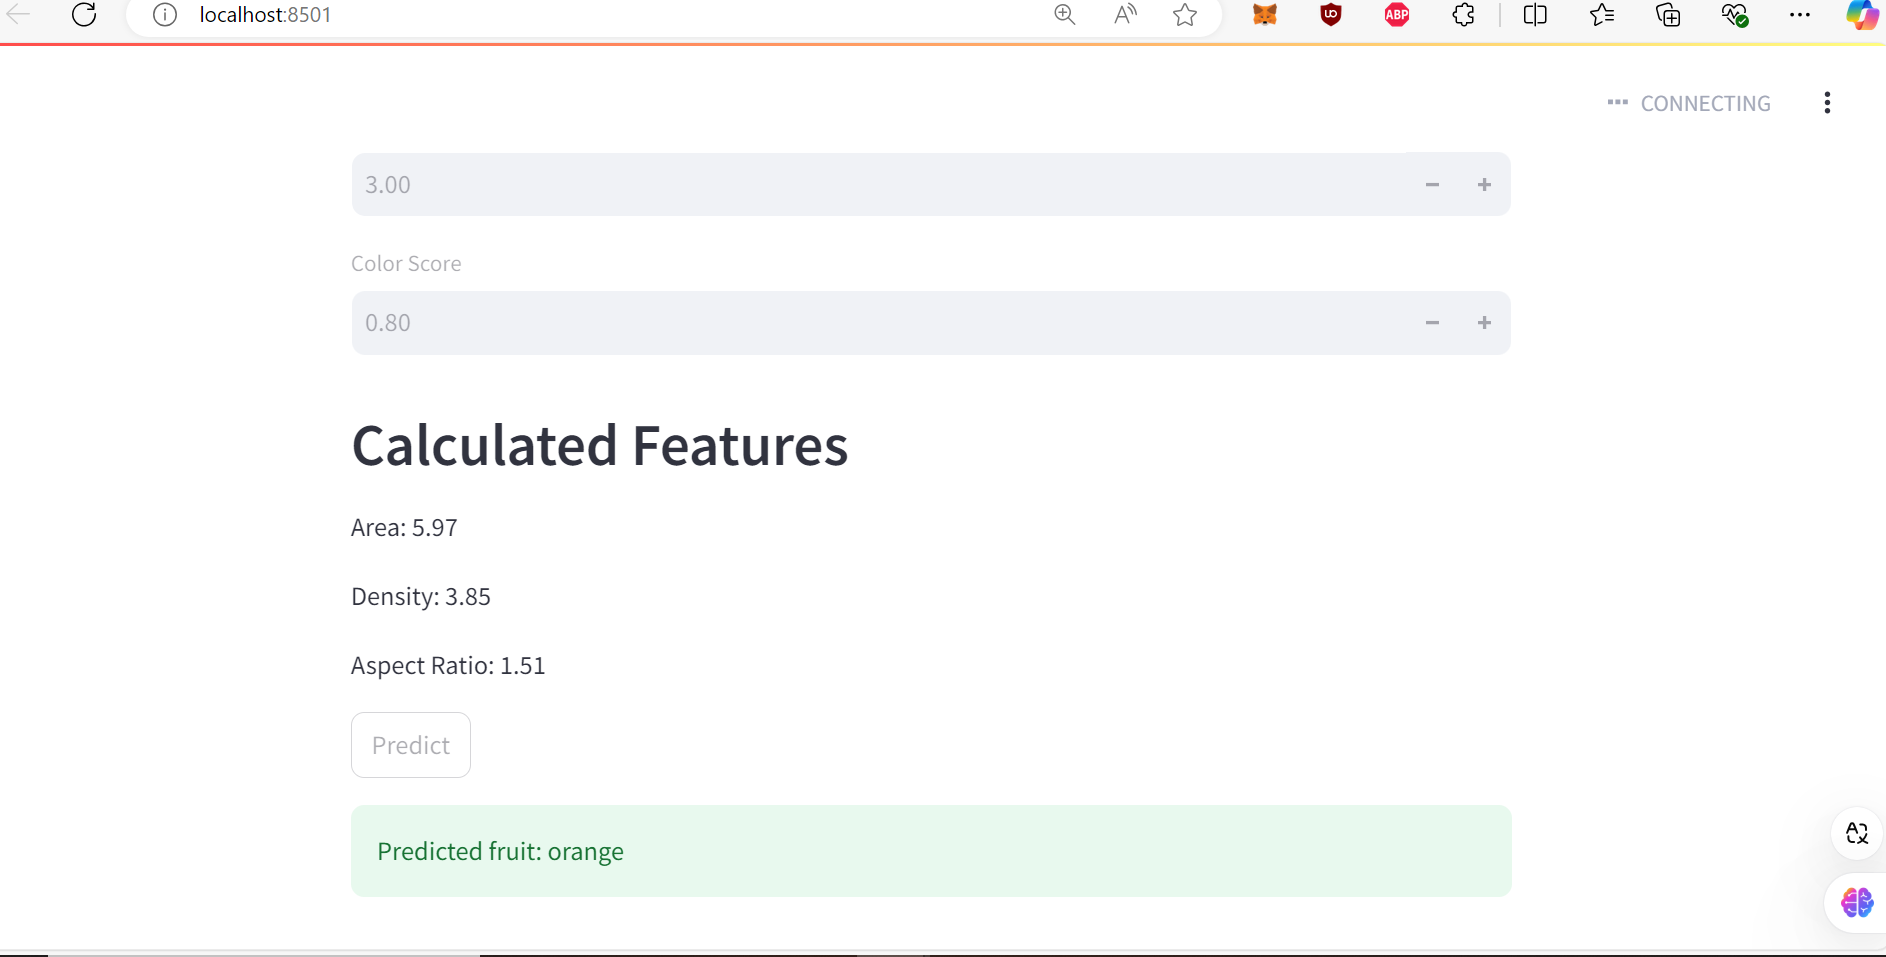 localhost:8501
A
uo
ABP
CONNECTING
3.00
Color Score
0.80
Calculated Features
Area: 5.97
Density: 3.85
Aspect Ratio: 1.51
Predict
Predicted fruit: orange